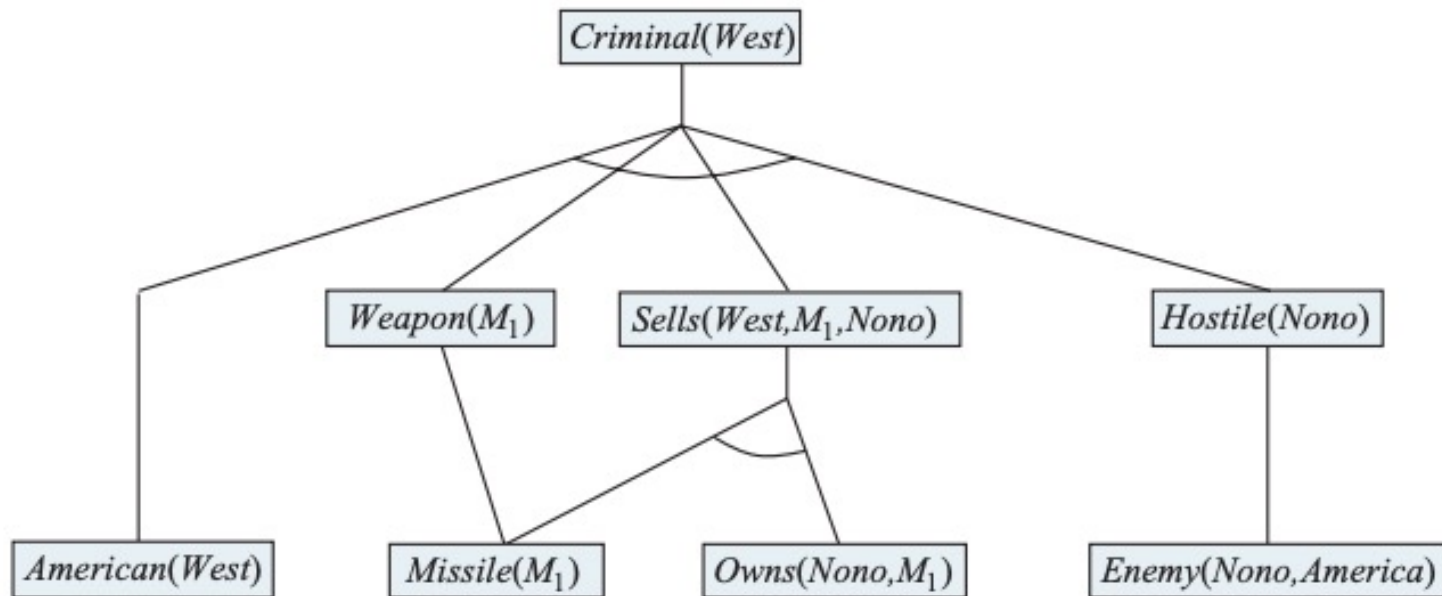 Criminal(West)
Weapon(M₁)
Sells(West,M₁,Nono)
Hostile(Nono)
American(West)
Missile(M₁)
Owns(Nono,M₁)
Enemy(Nono,America)